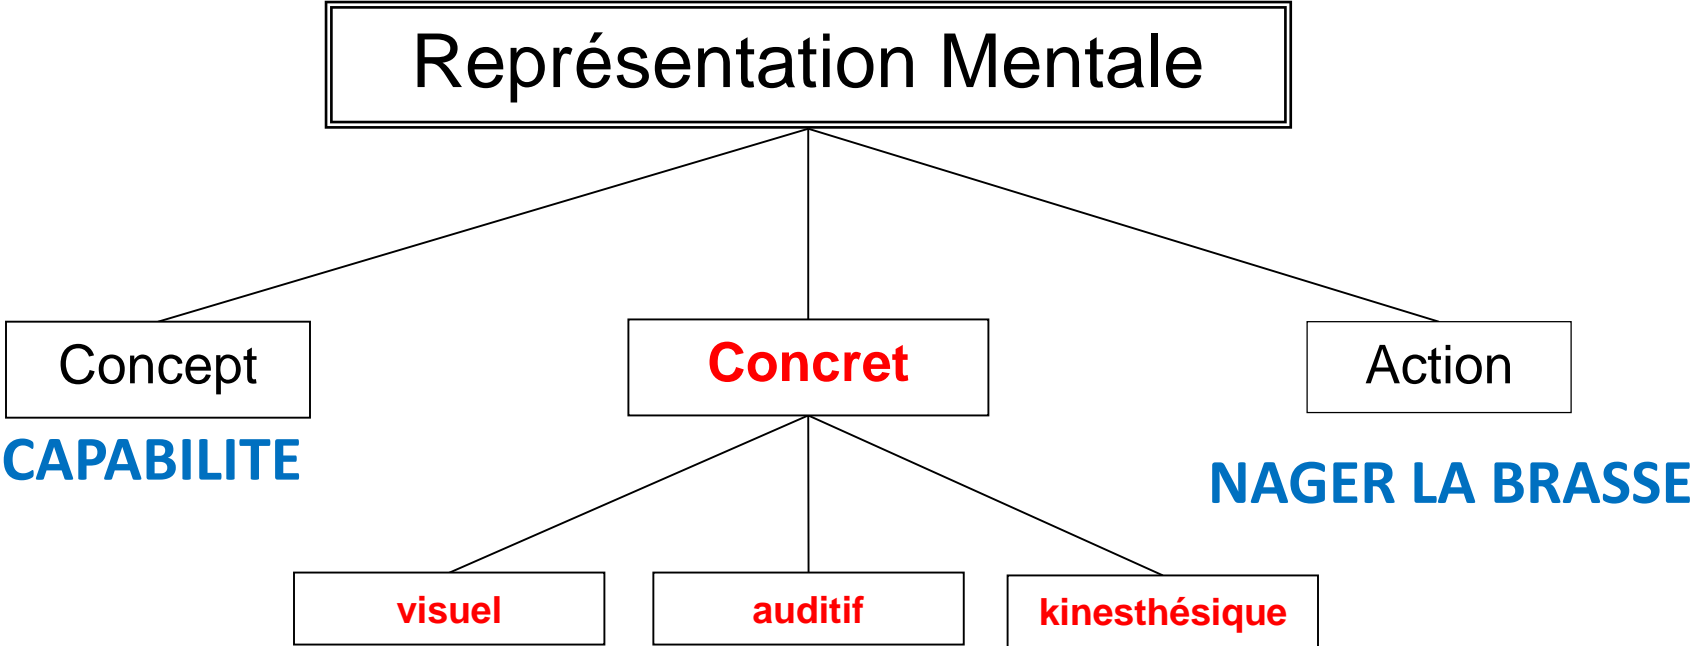 Représentation Mentale
Concept
Concret
Action
CAPABILITE
NAGER LA BRASSE
visuel
auditif
kinesthésique